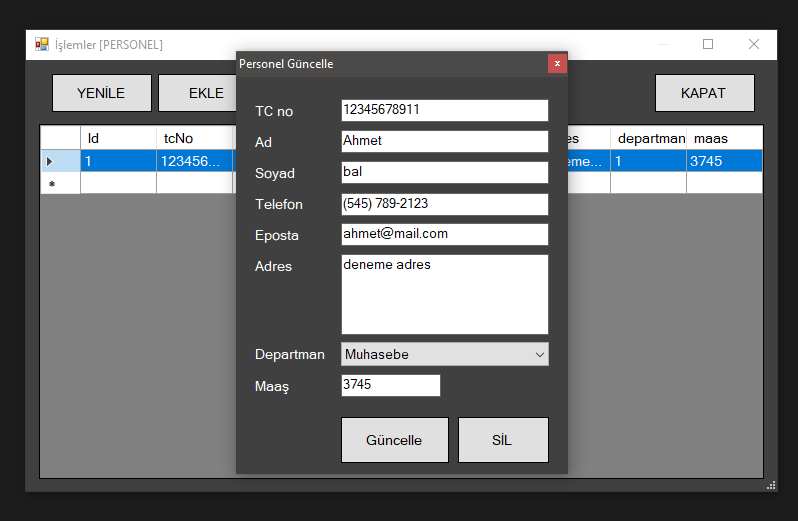 İşlemler [PERSONEL]
YENİLE
EKLE
KAPAT
Id tcNo departman maas
1 123456... 1 3745
Personel Güncelle
TC no 12345678911
Ad Ahmet
Soyad bal
Telefon (545) 789-2123
Eposta ahmet@mail.com
Adres deneme adres
Departman Muhasebe
Maaş 3745
Güncelle
SİL